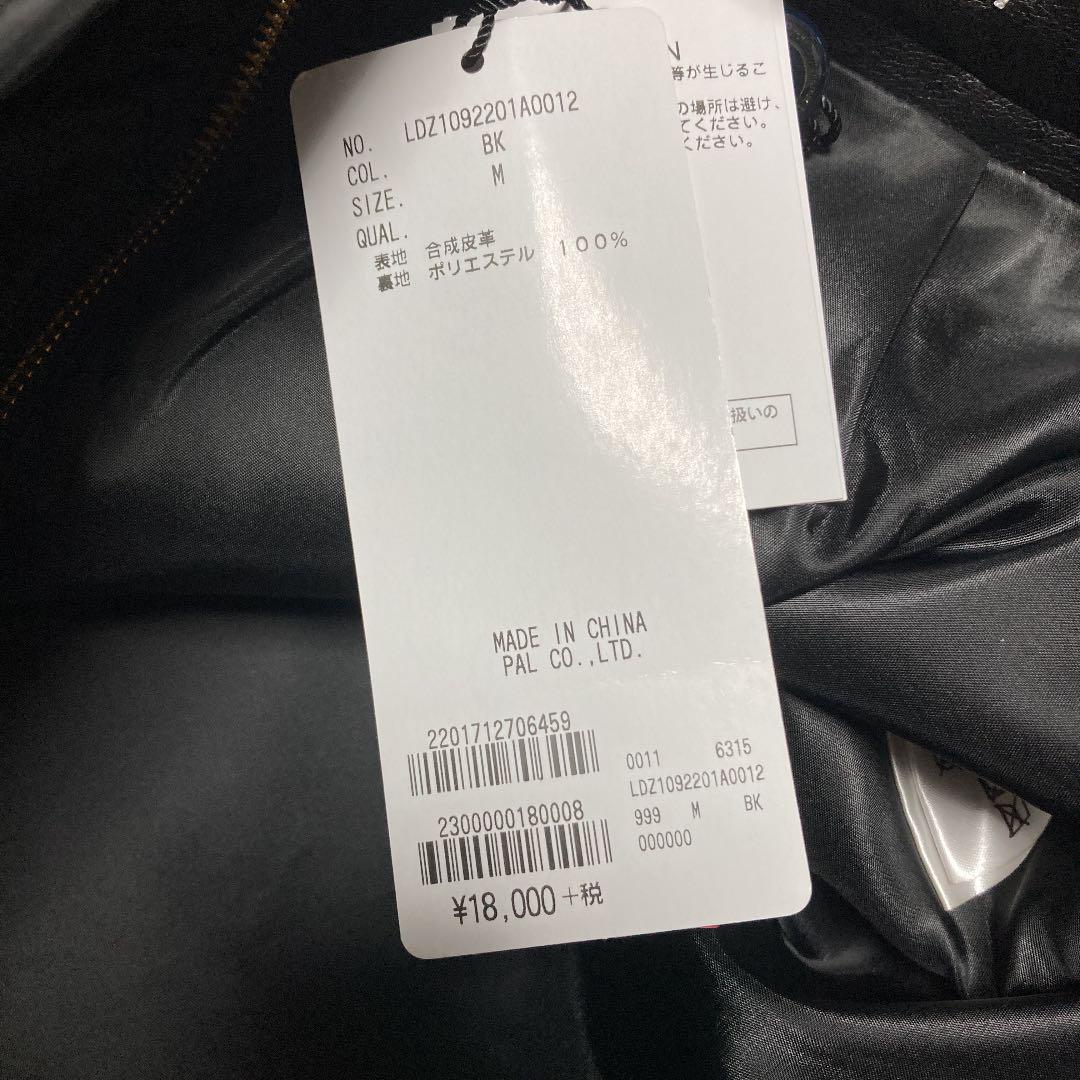 NO. LDZ1092201A0012
COL. BK
SIZE. M
QUAL.
表地 合成皮革
裏地 ポリエステル 100%
MADE IN CHINA
PAL CO.,LTD.
2201712706459
2300000180008
¥18,000+税
0011 6315
LDZ1092201A0012
999 M BK
000000
N
等が生じるこ
の場所は避け、
てください。
ください。
扱いの